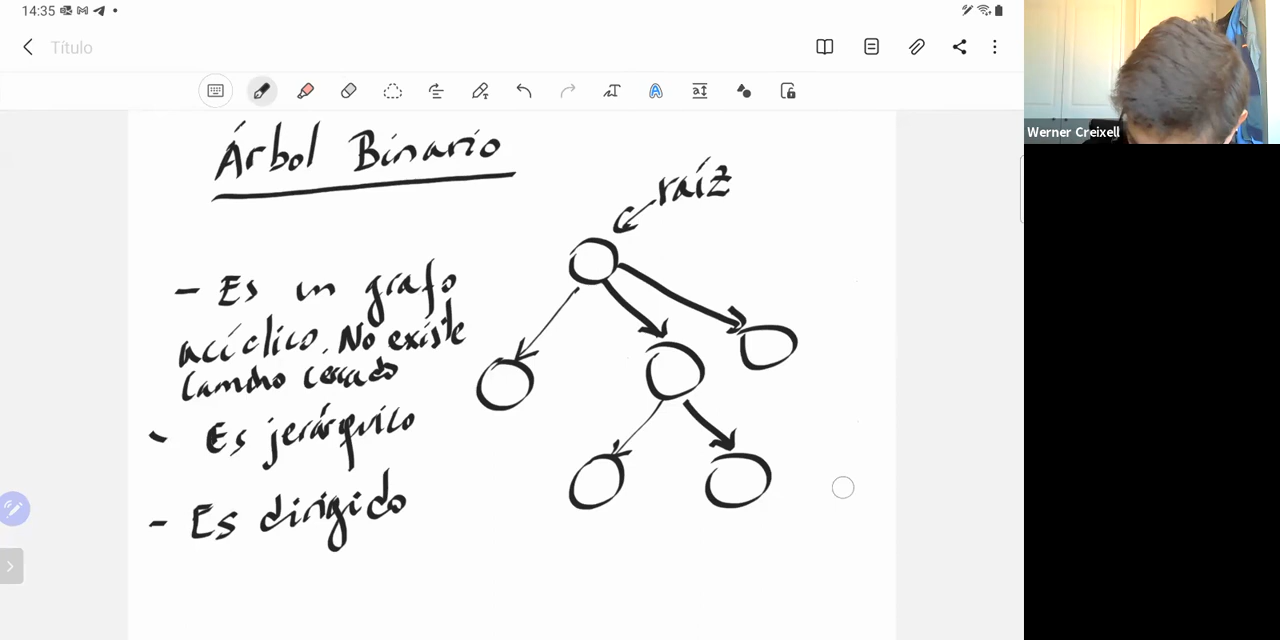 14:35
Título
Werner Creixell
Árbol Binario
raíz
- Es un grafo
acíclico. No existe
camino cerrado
- Es jerárquico
- Es dirigido